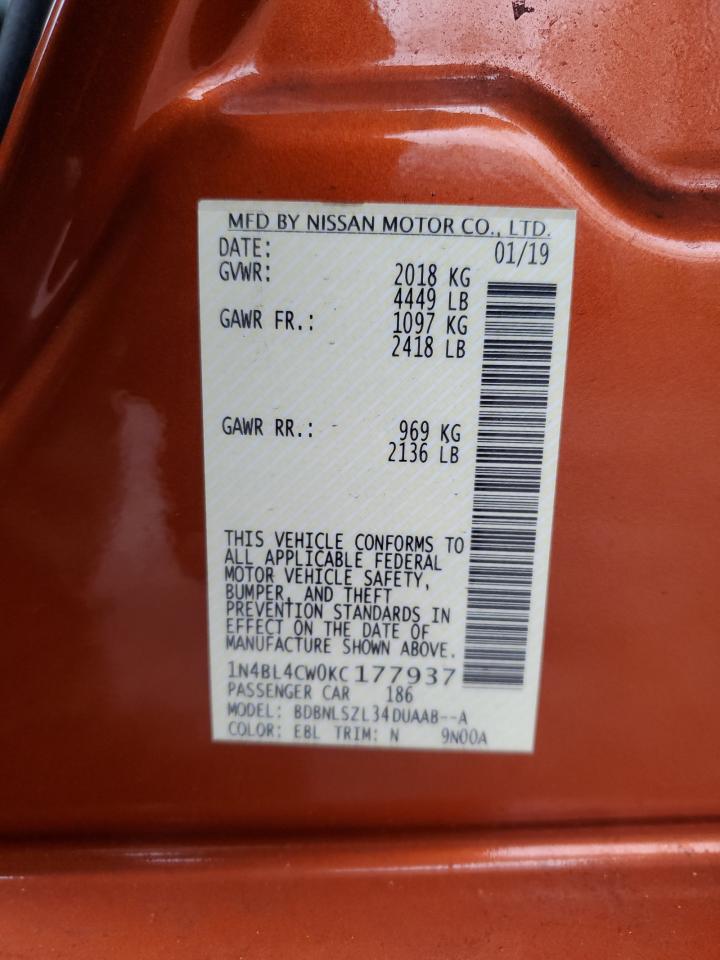 MFD BY NISSAN MOTOR CO., LTD.
DATE: 01/19
GVWR: 2018 KG
4449 LB
GAWR FR.: 1097 KG
2418 LB
GAWR RR.: 969 KG
2136 LB
THIS VEHICLE CONFORMS TO
ALL APPLICABLE FEDERAL
MOTOR VEHICLE SAFETY,
BUMPER, AND THEFT
PREVENTION STANDARDS IN
EFFECT ON THE DATE OF
MANUFACTURE SHOWN ABOVE.
1N4BL4CW0KC177937
PASSENGER CAR 186
MODEL: BDBNLSZL34DUAAB--A
COLOR: EBL TRIM: N 9N00A